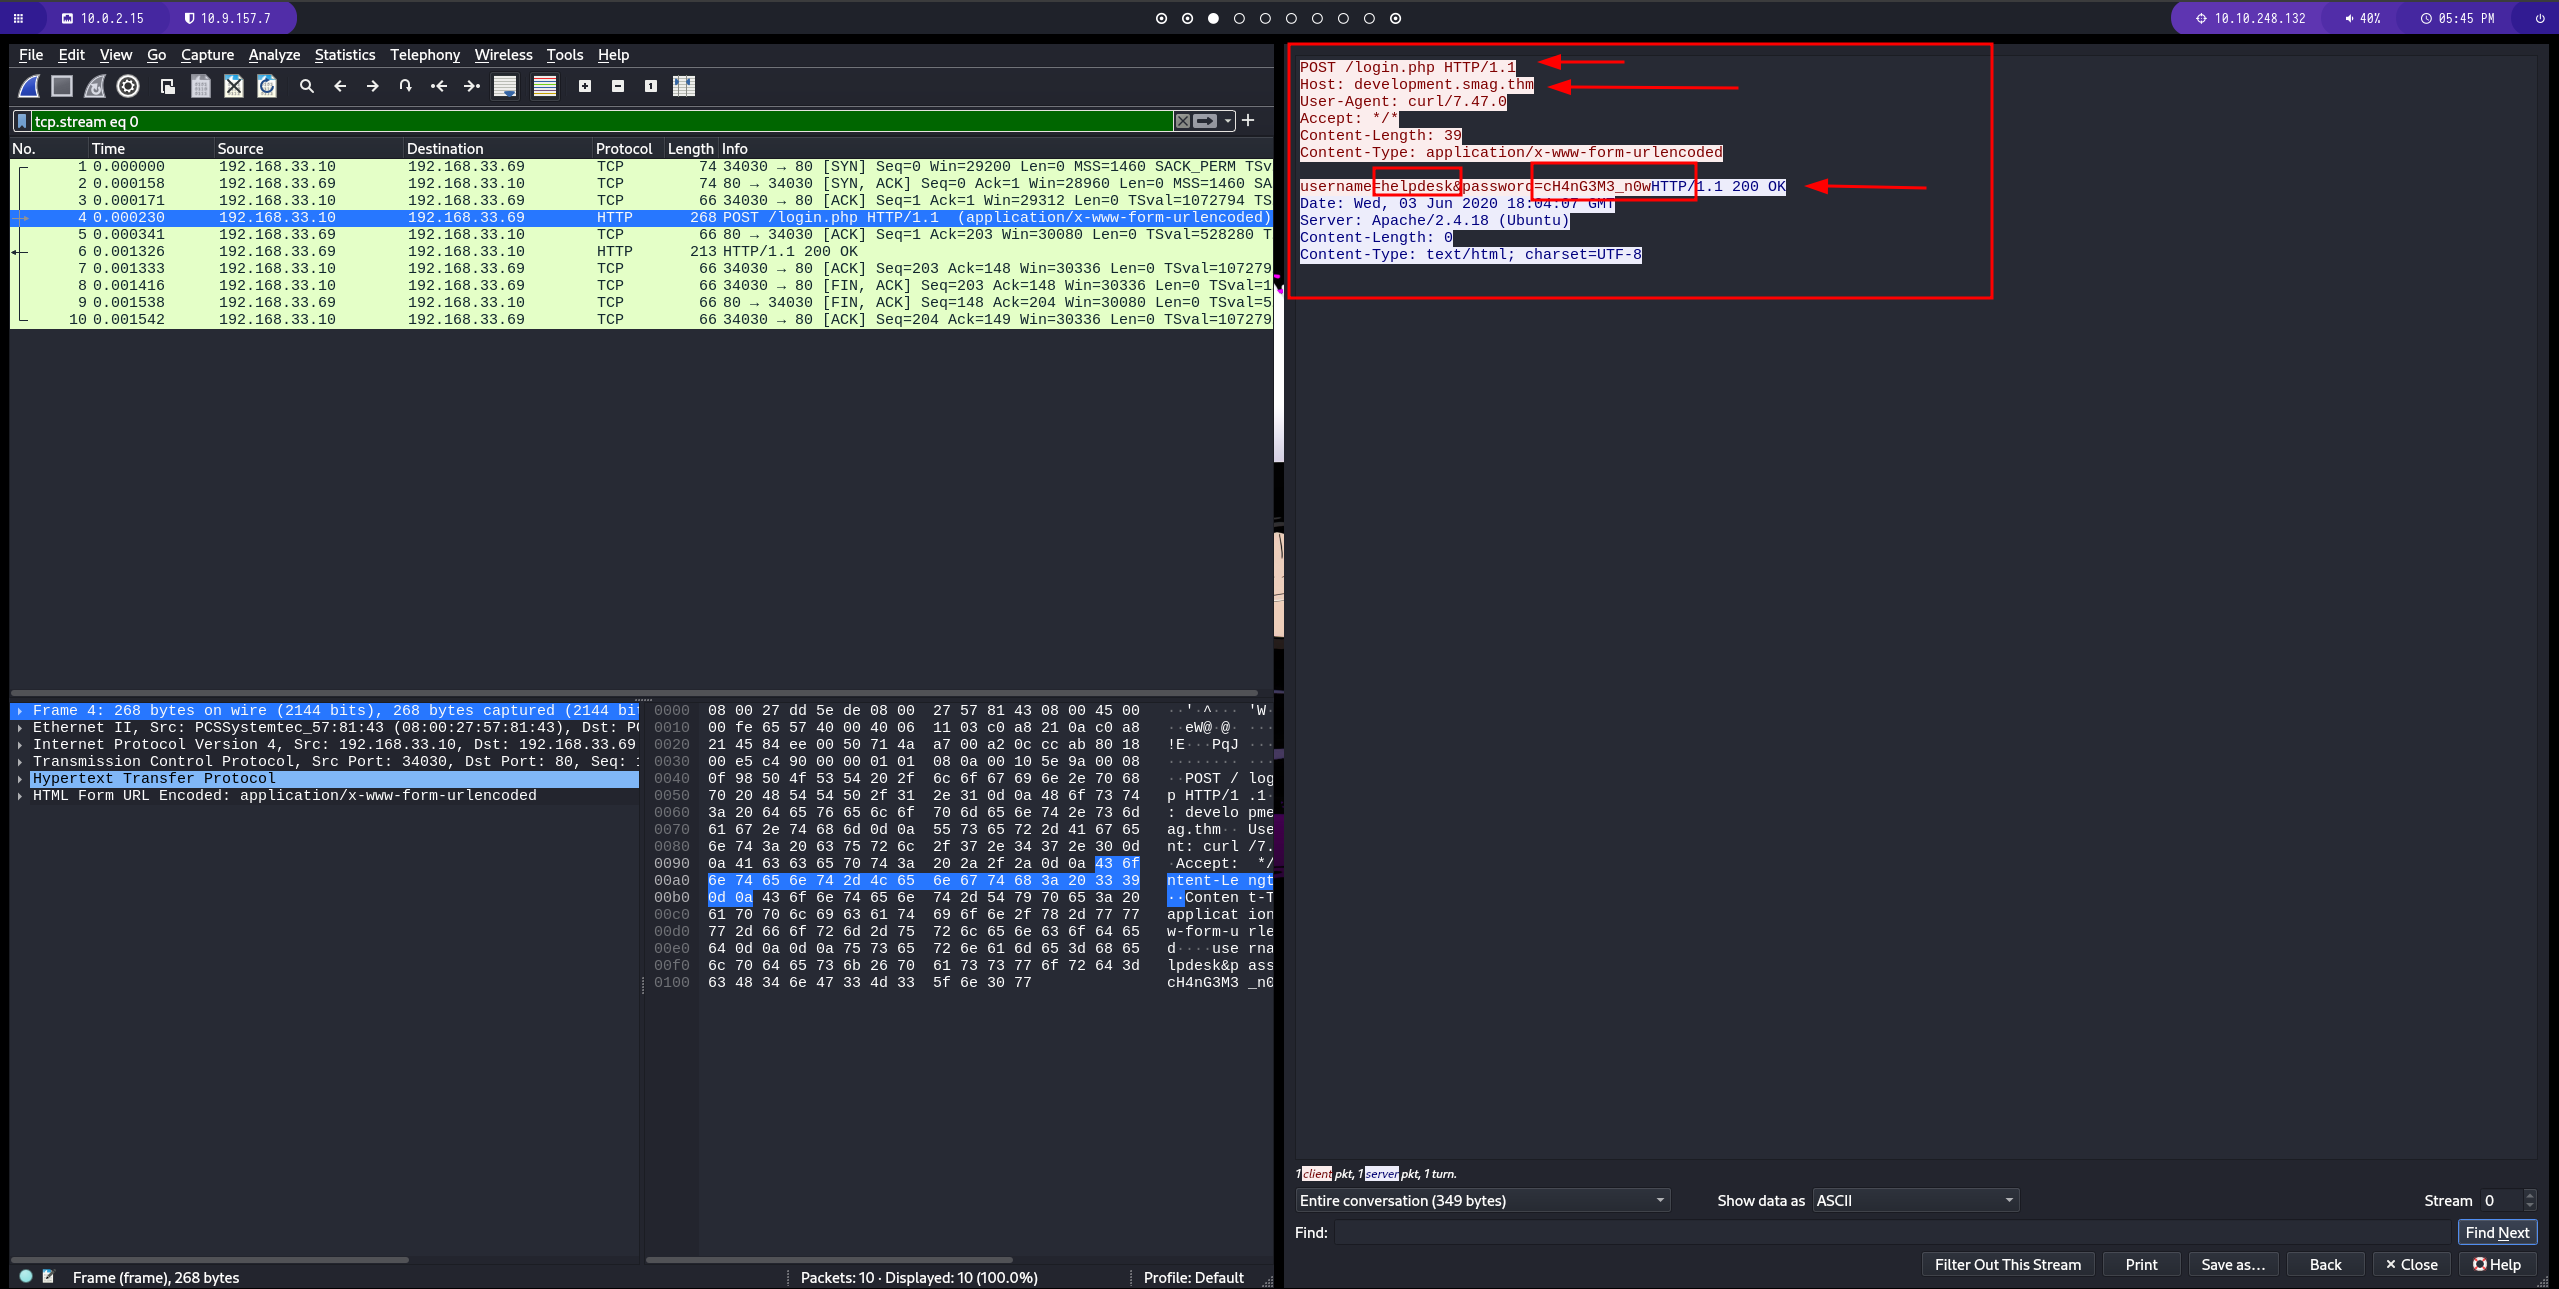 10.0.2.15 10.9.157.7 10.10.248.132 40% 05:45 PM
File Edit View Go Capture Analyze Statistics Telephony Wireless Tools Help
tcp.stream eq 0
No. Time Source Destination Protocol Length Info
1 0.000000 192.168.33.10 192.168.33.69 TCP 74 34030 → 80 [SYN] Seq=0 Win=29200 Len=0 MSS=1460 SACK_PERM TSv
2 0.000158 192.168.33.69 192.168.33.10 TCP 74 80 → 34030 [SYN, ACK] Seq=0 Ack=1 Win=28960 Len=0 MSS=1460 SA
3 0.000171 192.168.33.10 192.168.33.69 TCP 66 34030 → 80 [ACK] Seq=1 Ack=1 Win=29312 Len=0 TSval=1072794 TS
4 0.000230 192.168.33.10 192.168.33.69 HTTP 268 POST /login.php HTTP/1.1  (application/x-www-form-urlencoded)
5 0.000341 192.168.33.69 192.168.33.10 TCP 66 80 → 34030 [ACK] Seq=1 Ack=203 Win=30080 Len=0 TSval=528280 T
6 0.001326 192.168.33.69 192.168.33.10 HTTP 213 HTTP/1.1 200 OK
7 0.001333 192.168.33.10 192.168.33.69 TCP 66 34030 → 80 [ACK] Seq=203 Ack=148 Win=30336 Len=0 TSval=107279
8 0.001416 192.168.33.10 192.168.33.69 TCP 66 34030 → 80 [FIN, ACK] Seq=203 Ack=148 Win=30336 Len=0 TSval=1
9 0.001538 192.168.33.69 192.168.33.10 TCP 66 80 → 34030 [FIN, ACK] Seq=148 Ack=204 Win=30080 Len=0 TSval=5
10 0.001542 192.168.33.10 192.168.33.69 TCP 66 34030 → 80 [ACK] Seq=204 Ack=149 Win=30336 Len=0 TSval=107279
Frame 4: 268 bytes on wire (2144 bits), 268 bytes captured (2144 bi
Ethernet II, Src: PCSSystemtec_57:81:43 (08:00:27:57:81:43), Dst: PC
Internet Protocol Version 4, Src: 192.168.33.10, Dst: 192.168.33.69
Transmission Control Protocol, Src Port: 34030, Dst Port: 80, Seq: 1
Hypertext Transfer Protocol
HTML Form URL Encoded: application/x-www-form-urlencoded
0000 08 00 27 dd 5e de 08 00 27 57 81 43 08 00 45 00 ··'·^··· 'W·
0010 00 fe 65 57 40 00 40 06 11 03 c0 a8 21 0a c0 a8 ··eW@·@· ····
0020 21 45 84 ee 00 50 71 4a a7 00 a2 0c cc ab 80 18 !E···PqJ ····
0030 00 e5 c4 90 00 00 01 01 08 0a 00 10 5e 9a 00 08 ········ ····
0040 0f 98 50 4f 53 54 20 2f 6c 6f 67 69 6e 2e 70 68 ··POST / log
0050 70 20 48 54 54 50 2f 31 2e 31 0d 0a 48 6f 73 74 p HTTP/1 .1·
0060 3a 20 64 65 76 65 6c 6f 70 6d 65 6e 74 2e 73 6d : develo pme
0070 61 67 2e 74 68 6d 0d 0a 55 73 65 72 2d 41 67 65 ag.thm·· Use
0080 6e 74 3a 20 63 75 72 6c 2f 37 2e 34 37 2e 30 0d nt: curl /7.
0090 0a 41 63 63 65 70 74 3a 20 2a 2f 2a 0d 0a 43 6f ·Accept: */
00a0 6e 74 65 6e 74 2d 4c 65 6e 67 74 68 3a 20 33 39 ntent-Le ngt
00b0 0d 0a 43 6f 6e 74 65 6e 74 2d 54 79 70 65 3a 20 ··Conten t-T
00c0 61 70 70 6c 69 63 61 74 69 6f 6e 2f 78 2d 77 77 applicat ion
00d0 77 2d 66 6f 72 6d 2d 75 72 6c 65 6e 63 6f 64 65 w-form-u rle
00e0 64 0d 0a 0d 0a 75 73 65 72 6e 61 6d 65 3d 68 65 d····use rna
00f0 6c 70 64 65 73 6b 26 70 61 73 73 77 6f 72 64 3d lpdesk&p ass
0100 63 48 34 6e 47 33 4d 33 5f 6e 30 77 cH4nG3M3 _n0
Frame (frame), 268 bytes Packets: 10 · Displayed: 10 (100.0%) Profile: Default
POST /login.php HTTP/1.1
Host: development.smag.thm
User-Agent: curl/7.47.0
Accept: */*
Content-Length: 39
Content-Type: application/x-www-form-urlencoded
username=helpdesk&password=cH4nG3M3_n0wHTTP/1.1 200 OK
Date: Wed, 03 Jun 2020 18:04:07 GMT
Server: Apache/2.4.18 (Ubuntu)
Content-Length: 0
Content-Type: text/html; charset=UTF-8
1 client pkt, 1 server pkt, 1 turn.
Entire conversation (349 bytes) Show data as ASCII Stream 0
Find: Find Next
Filter Out This Stream Print Save as… Back Close Help